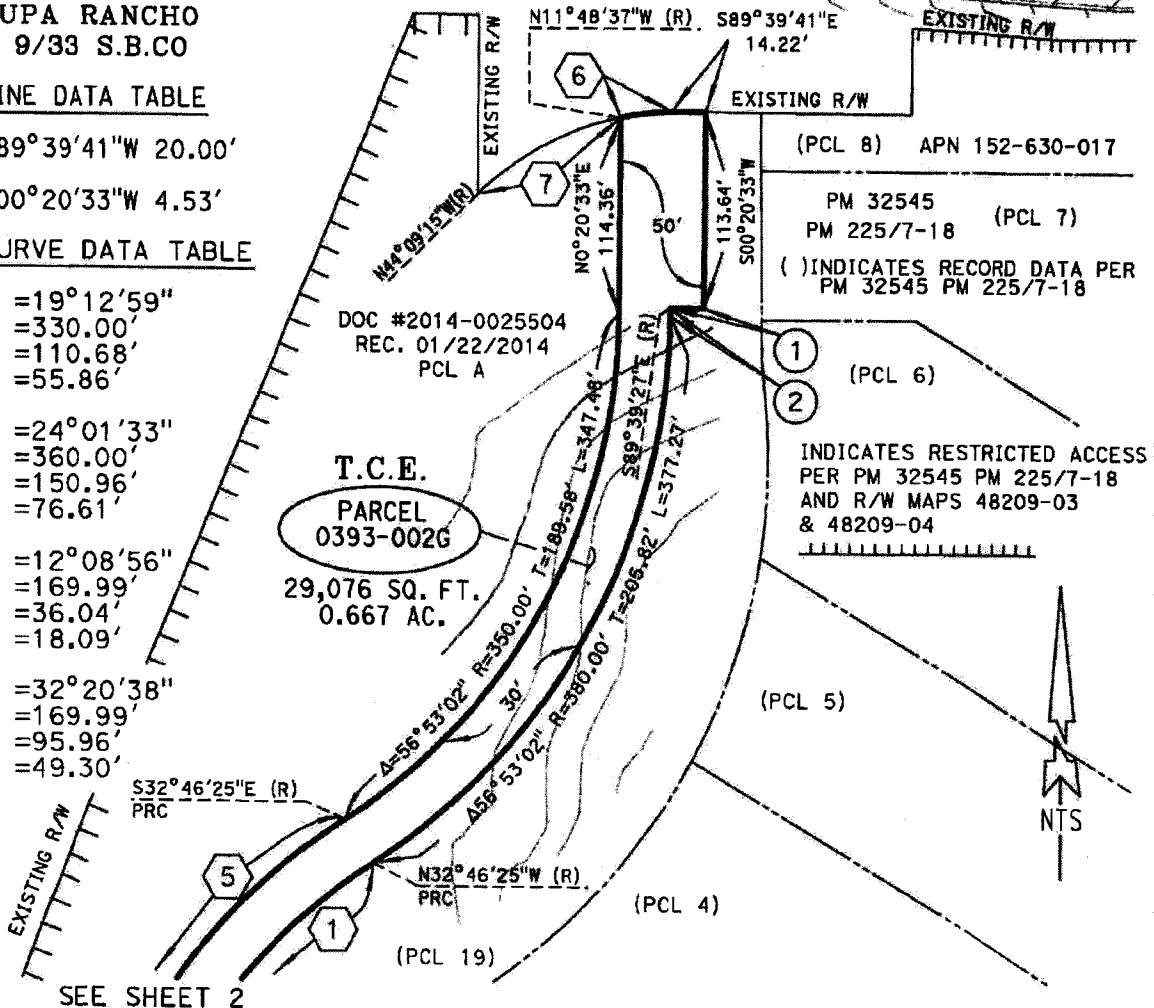 UPA RANCHO
9/33 S.B.CO
INE DATA TABLE
89°39'41"W 20.00'
00°20'33"W 4.53'
URVE DATA TABLE
=19°12'59"
=330.00'
=110.68'
=55.86'
=24°01'33"
=360.00'
=150.96'
=76.61'
=12°08'56"
=169.99'
=36.04'
=18.09'
=32°20'38"
=169.99'
=95.96'
=49.30'
N11°48'37"W (R)
S89°39'41"E
14.22'
EXISTING R/W
EXISTING R/W
EXISTING R/W
6
7
N44°09'15"W(R)
N0°20'33"E
114.36'
50'
113.64'
S00°20'33"W
(PCL 8) APN 152-630-017
PM 32545
PM 225/7-18
(PCL 7)
( )INDICATES RECORD DATA PER
PM 32545 PM 225/7-18
DOC #2014-0025504
REC. 01/22/2014
PCL A
1
2
(PCL 6)
S89°39'27"E (R)
INDICATES RESTRICTED ACCESS
PER PM 32545 PM 225/7-18
AND R/W MAPS 48209-03
& 48209-04
T.C.E.
PARCEL
0393-002G
29,076 SQ. FT.
0.667 AC.
Δ=56°53'02" R=350.00' T=189.58' L=347.48'
30'
Δ56°53'02" R=380.00' T=205.82' L=377.27'
(PCL 5)
NTS
S32°46'25"E (R)
PRC
5
N32°46'25"W (R)
PRC
1
(PCL 4)
(PCL 19)
EXISTING R/W
SEE SHEET 2